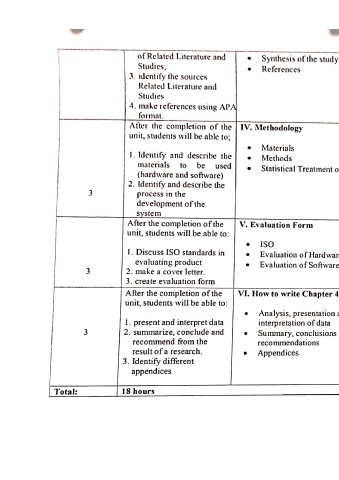 of Related Literature and
Studies;
3. identify the sources
Related Literature and
Studies
4. make references using APA
format.
• Synthesis of the study
• References
3
After the completion of the
unit, students will be able to;
1. Identify and describe the
materials to be used
(hardware and software)
2. Identify and describe the
process in the
development of the
system
IV. Methodology
• Materials
• Methods
• Statistical Treatment o
3
After the completion of the
unit, students will be able to:
1. Discuss ISO standards in
evaluating product
2. make a cover letter.
3. create evaluation form
V. Evaluation Form
• ISO
• Evaluation of Hardwar
• Evaluation of Software
3
After the completion of the
unit, students will be able to:
1. present and interpret data
2. summarize, conclude and
recommend from the
result of a research.
3. Identify different
appendices
VI. How to write Chapter 4
• Analysis, presentation a
interpretation of data
• Summary, conclusions
recommendations
• Appendices
Total:
18 hours